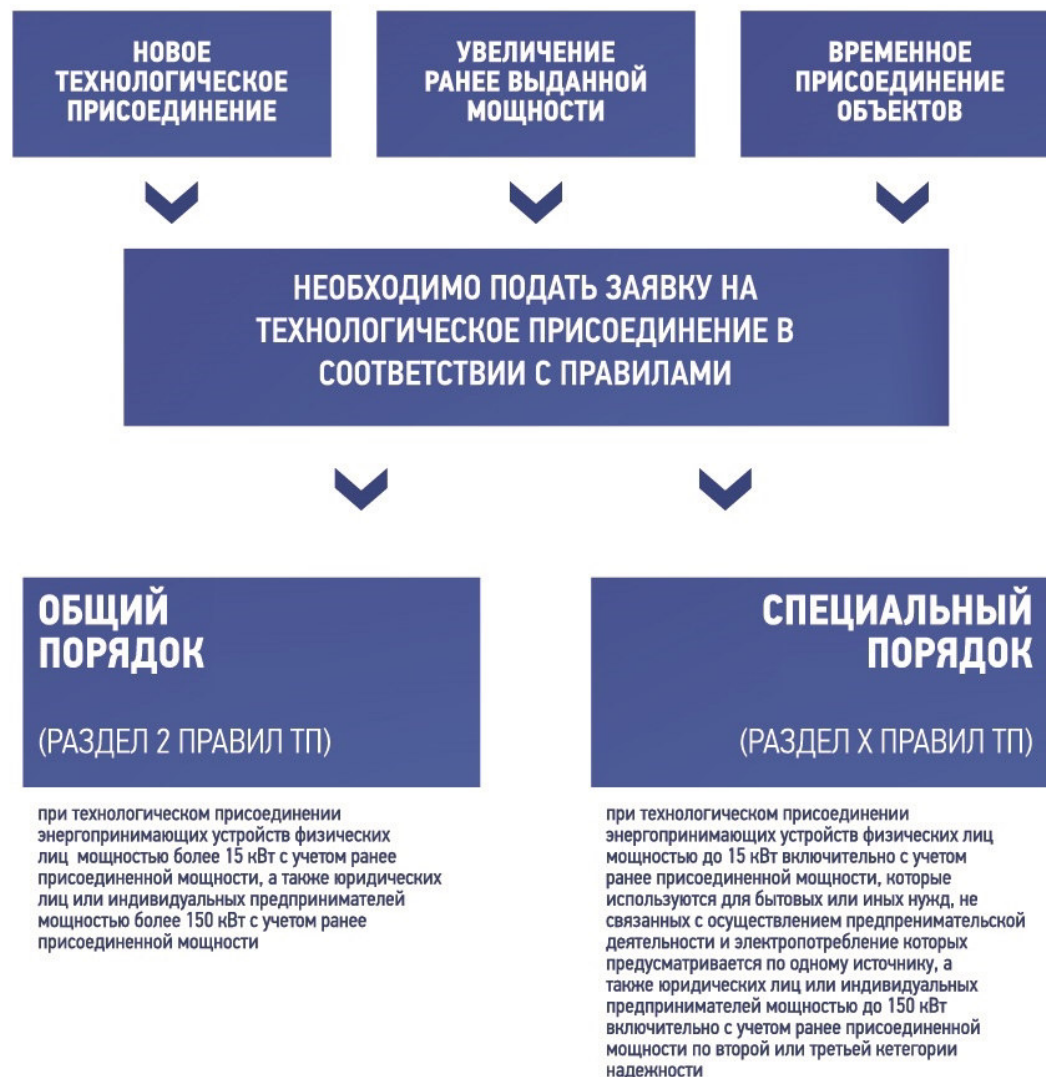 НОВОЕ
ТЕХНОЛОГИЧЕСКОЕ
ПРИСОЕДИНЕНИЕ
УВЕЛИЧЕНИЕ
РАНЕЕ ВЫДАННОЙ
МОЩНОСТИ
ВРЕМЕННОЕ
ПРИСОЕДИНЕНИЕ
ОБЪЕКТОВ
НЕОБХОДИМО ПОДАТЬ ЗАЯВКУ НА
ТЕХНОЛОГИЧЕСКОЕ ПРИСОЕДИНЕНИЕ В
СООТВЕТСТВИИ С ПРАВИЛАМИ
ОБЩИЙ
ПОРЯДОК
(РАЗДЕЛ 2 ПРАВИЛ ТП)
при технологическом присоединении
энергопринимающих устройств физических
лиц мощностью более 15 кВт с учетом ранее
присоединенной мощности, а также юридических
лиц или индивидуальных предпринимателей
мощностью более 150 кВт с учетом ранее
присоединенной мощности
СПЕЦИАЛЬНЫЙ
ПОРЯДОК
(РАЗДЕЛ X ПРАВИЛ ТП)
при технологическом присоединении
энергопринимающих устройств физических лиц
мощностью до 15 кВт включительно с учетом
ранее присоединенной мощности, которые
используются для бытовых или иных нужд, не
связанных с осуществлением предпренимательской
деятельности и электропотребление которых
предусматривается по одному источнику, а
также юридических лиц или индивидуальных
предпринимателей мощностью до 150 кВт
включительно с учетом ранее присоединенной
мощности по второй или третьей кетегории
надежности